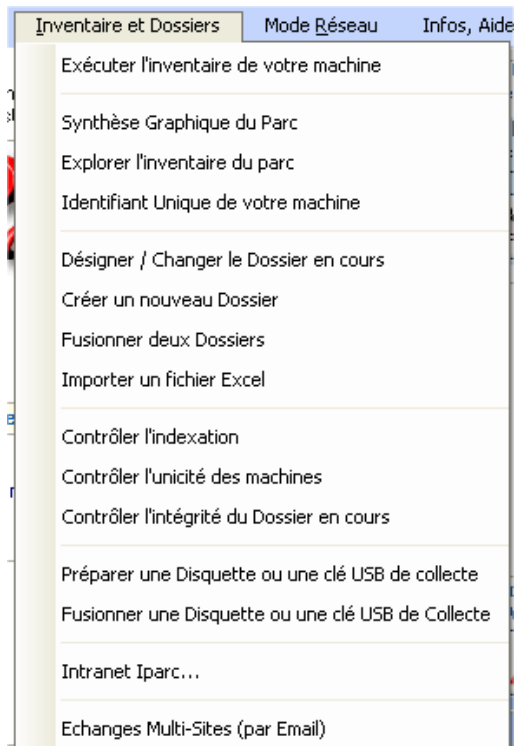 Inventaire et Dossiers Mode Réseau Infos, Aide
Exécuter l'inventaire de votre machine
Synthèse Graphique du Parc
Explorer l'inventaire du parc
Identifiant Unique de votre machine
Désigner / Changer le Dossier en cours
Créer un nouveau Dossier
Fusionner deux Dossiers
Importer un fichier Excel
Contrôler l'indexation
Contrôler l'unicité des machines
Contrôler l'intégrité du Dossier en cours
Préparer une Disquette ou une clé USB de collecte
Fusionner une Disquette ou une clé USB de Collecte
Intranet Iparc...
Echanges Multi-Sites (par Email)